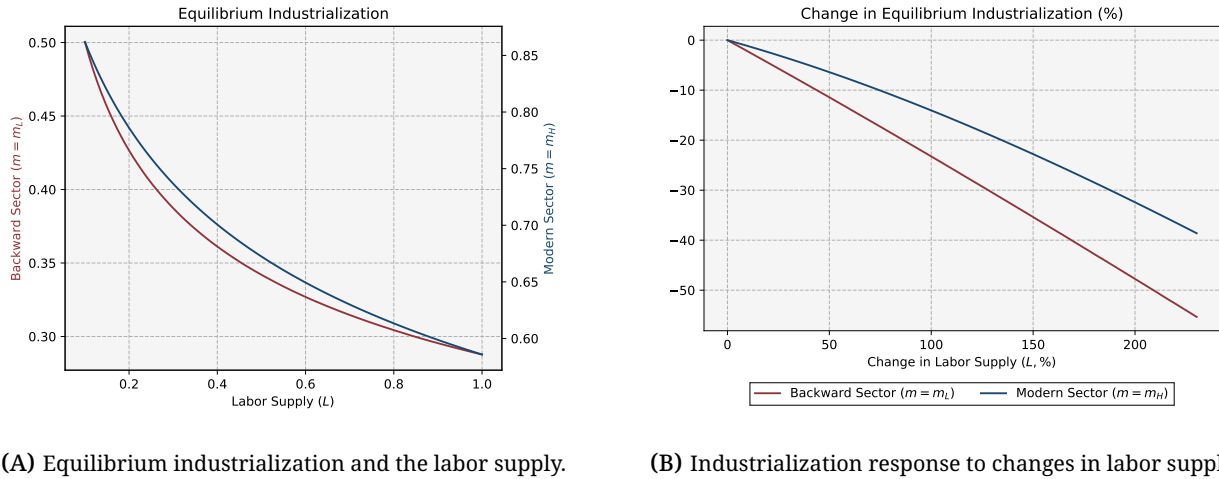 Equilibrium Industrialization
0.50
0.45
0.40
0.35
0.30
Backward Sector (m = m_L)
0.85
0.80
0.75
0.70
0.65
0.60
Modern Sector (m = m_H)
0.2 0.4 0.6 0.8 1.0
Labor Supply (L)
(A) Equilibrium industrialization and the labor supply.
Change in Equilibrium Industrialization (%)
0
−10
−20
−30
−40
−50
0 50 100 150 200
Change in Labor Supply (L, %)
Backward Sector (m = m_L) Modern Sector (m = m_H)
(B) Industrialization response to changes in labor suppl